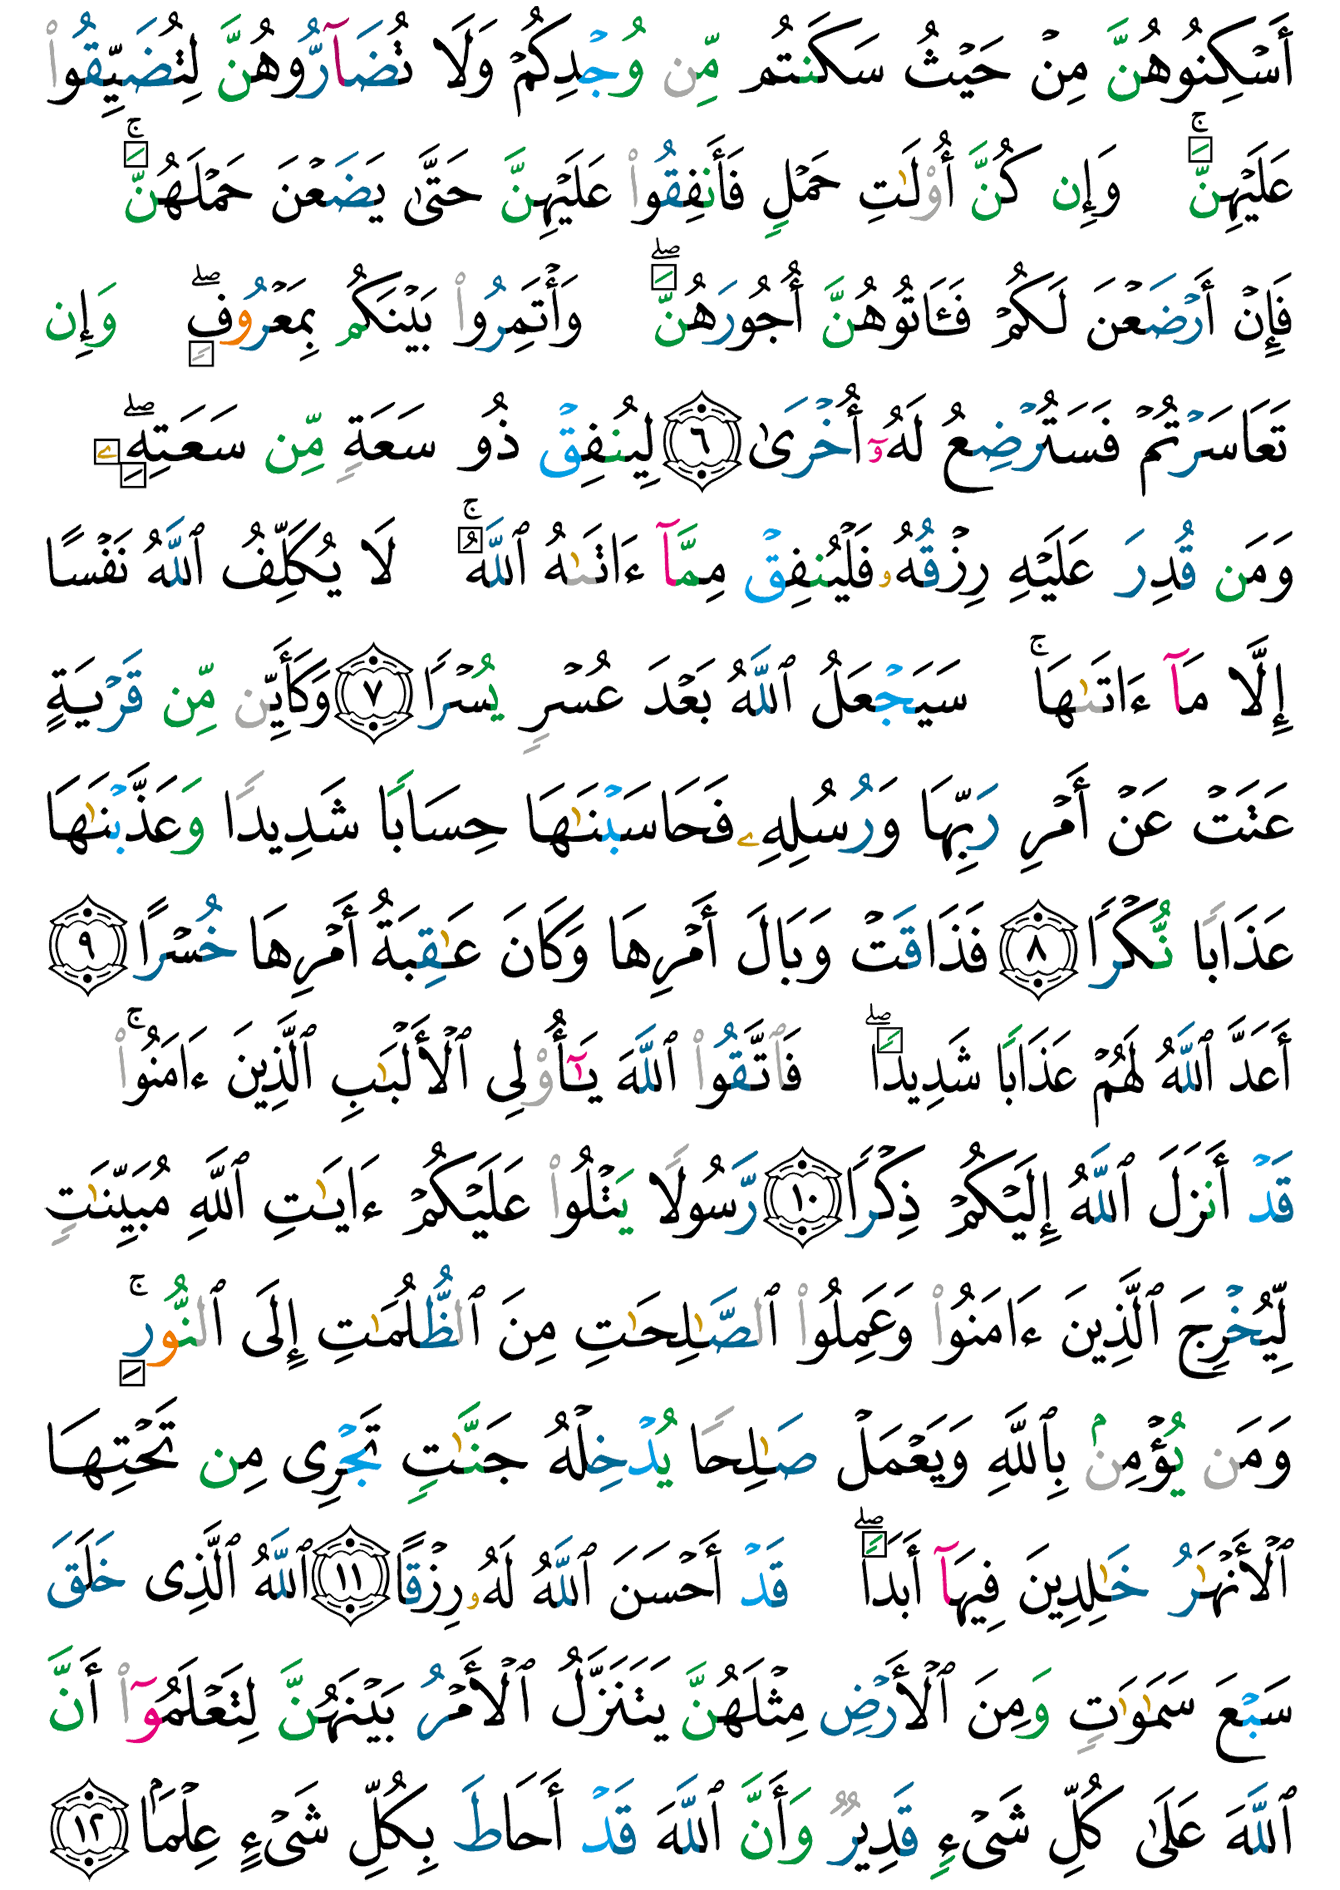 أَسْكِنُوهُنَّ مِنْ حَيْثُ سَكَنتُم مِّن وُجْدِكُمْ وَلَا تُضَآرُّوهُنَّ لِتُضَيِّقُوا۟
عَلَيْهِنَّ ۚ وَإِن كُنَّ أُو۟لَٰتِ حَمْلٍ فَأَنفِقُوا۟ عَلَيْهِنَّ حَتَّىٰ يَضَعْنَ حَمْلَهُنَّ ۚ
فَإِنْ أَرْضَعْنَ لَكُمْ فَـَٔاتُوهُنَّ أُجُورَهُنَّ ۖ وَأْتَمِرُوا۟ بَيْنَكُم بِمَعْرُوفٍ ۖ وَإِن
تَعَاسَرْتُمْ فَسَتُرْضِعُ لَهُۥٓ أُخْرَىٰ ٦ لِيُنفِقْ ذُو سَعَةٍ مِّن سَعَتِهِۦ ۖ
وَمَن قُدِرَ عَلَيْهِ رِزْقُهُۥ فَلْيُنفِقْ مِمَّآ ءَاتَىٰهُ ٱللَّهُ ۚ لَا يُكَلِّفُ ٱللَّهُ نَفْسًا
إِلَّا مَآ ءَاتَىٰهَا ۚ سَيَجْعَلُ ٱللَّهُ بَعْدَ عُسْرٍ يُسْرًا ٧ وَكَأَيِّن مِّن قَرْيَةٍ
عَتَتْ عَنْ أَمْرِ رَبِّهَا وَرُسُلِهِۦ فَحَاسَبْنَٰهَا حِسَابًا شَدِيدًا وَعَذَّبْنَٰهَا
عَذَابًا نُّكْرًا ٨ فَذَاقَتْ وَبَالَ أَمْرِهَا وَكَانَ عَٰقِبَةُ أَمْرِهَا خُسْرًا ٩
أَعَدَّ ٱللَّهُ لَهُمْ عَذَابًا شَدِيدًا ۖ فَٱتَّقُوا۟ ٱللَّهَ يَٰٓأُو۟لِى ٱلْأَلْبَٰبِ ٱلَّذِينَ ءَامَنُوا۟ ۚ
قَدْ أَنزَلَ ٱللَّهُ إِلَيْكُمْ ذِكْرًا ١٠ رَّسُولًا يَتْلُوا۟ عَلَيْكُمْ ءَايَٰتِ ٱللَّهِ مُبَيِّنَٰتٍ
لِّيُخْرِجَ ٱلَّذِينَ ءَامَنُوا۟ وَعَمِلُوا۟ ٱلصَّٰلِحَٰتِ مِنَ ٱلظُّلُمَٰتِ إِلَى ٱلنُّورِ ۚ
وَمَن يُؤْمِنۢ بِٱللَّهِ وَيَعْمَلْ صَٰلِحًا يُدْخِلْهُ جَنَّٰتٍ تَجْرِى مِن تَحْتِهَا
ٱلْأَنْهَٰرُ خَٰلِدِينَ فِيهَآ أَبَدًا ۖ قَدْ أَحْسَنَ ٱللَّهُ لَهُۥ رِزْقًا ١١ ٱللَّهُ ٱلَّذِى خَلَقَ
سَبْعَ سَمَٰوَٰتٍ وَمِنَ ٱلْأَرْضِ مِثْلَهُنَّ يَتَنَزَّلُ ٱلْأَمْرُ بَيْنَهُنَّ لِتَعْلَمُوٓا۟ أَنَّ
ٱللَّهَ عَلَىٰ كُلِّ شَىْءٍ قَدِيرٌ وَأَنَّ ٱللَّهَ قَدْ أَحَاطَ بِكُلِّ شَىْءٍ عِلْمًۢا ١٢